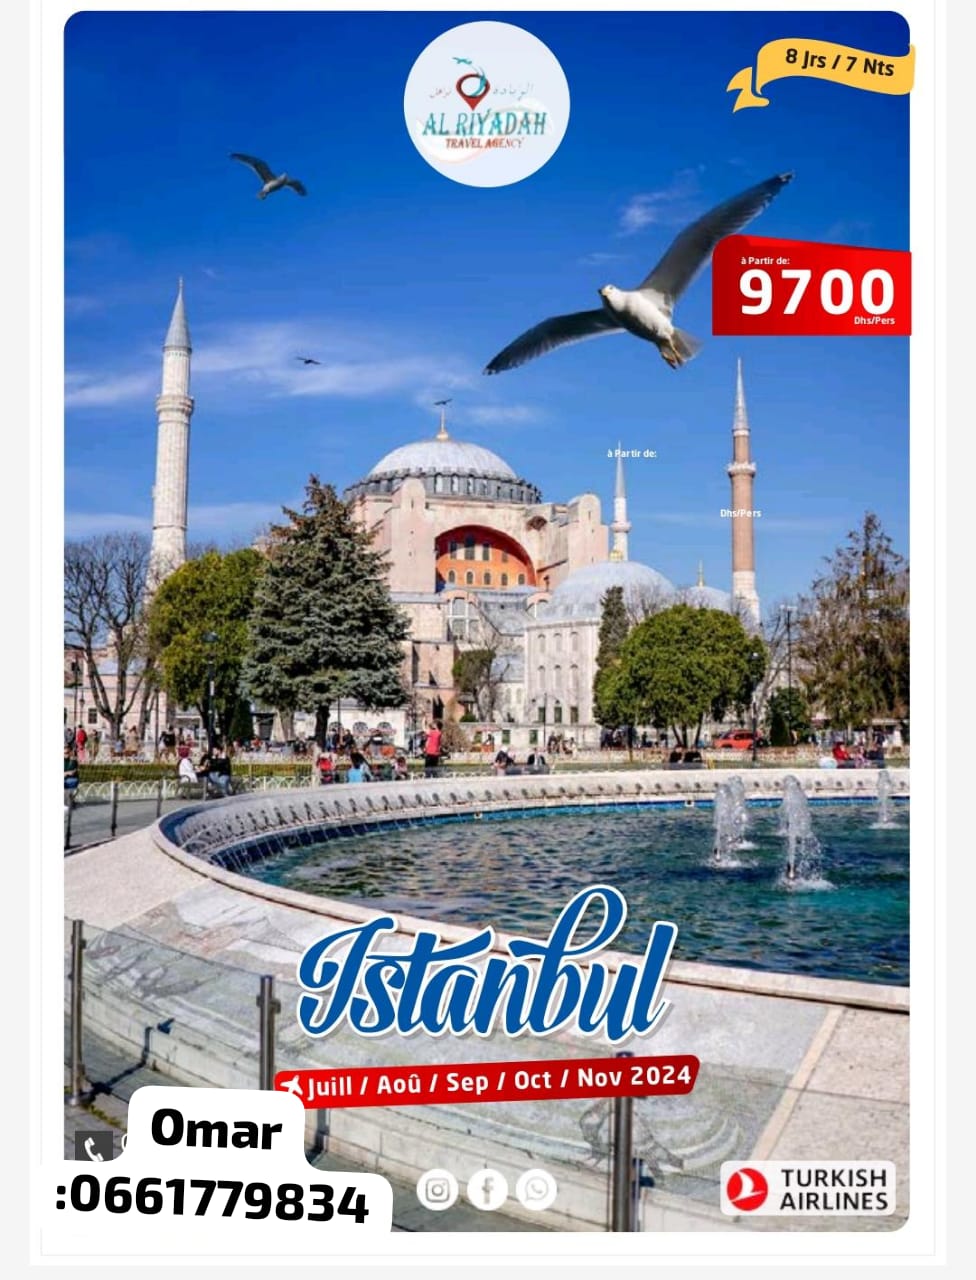 8 Jrs / 7 Nts
الريادة
AL RIYADAH
TRAVEL AGENCY
à Partir de:
9700
Dhs/Pers
à Partir de:
Dhs/Pers
Istanbul
Juill / Aoû / Sep / Oct / Nov 2024
Omar
:0661779834
TURKISH
AIRLINES